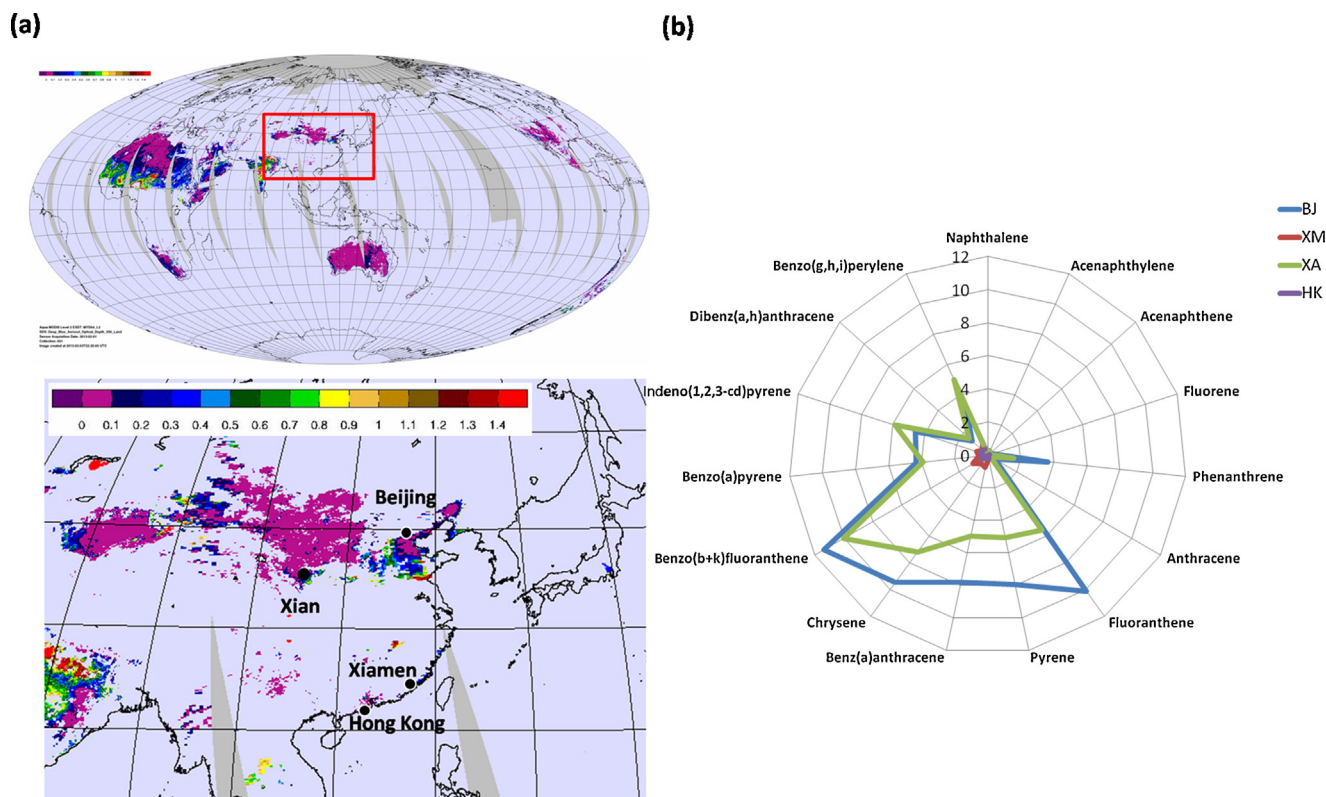 (a)
(b)
Naphthalene
Acenaphthylene
Acenaphthene
Fluorene
Phenanthrene
Anthracene
Fluoranthene
Pyrene
Benz(a)anthracene
Chrysene
Benzo(b+k)fluoranthene
Benzo(a)pyrene
Indeno(1,2,3-cd)pyrene
Dibenz(a,h)anthracene
Benzo(g,h,i)perylene
12
10
8
6
4
2
0
BJ
XM
XA
HK
0 0.1 0.2 0.3 0.4 0.5 0.6 0.7 0.8 0.9 1 1.1 1.2 1.3 1.4
Beijing
Xian
Xiamen
Hong Kong